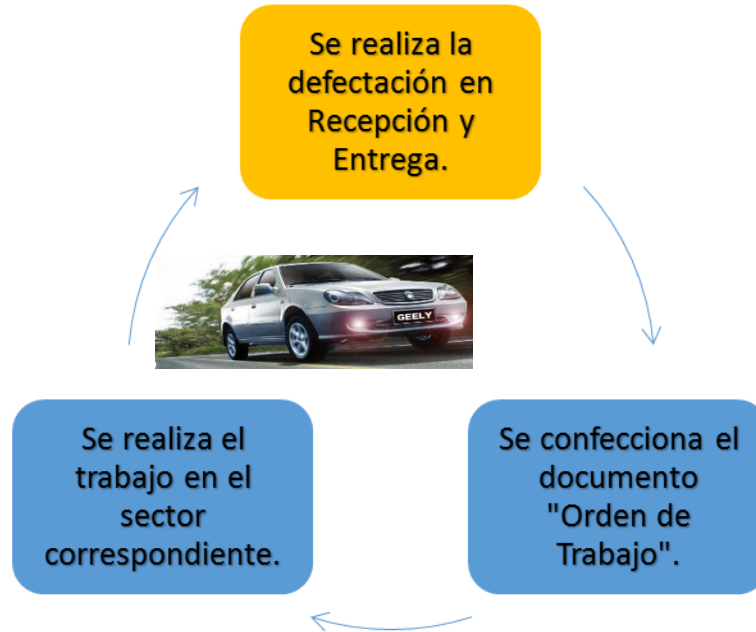 Se realiza la
defectación en
Recepción y
Entrega.
GEELY
Se realiza el
trabajo en el
sector
correspondiente.
Se confecciona el
documento
"Orden de
Trabajo".